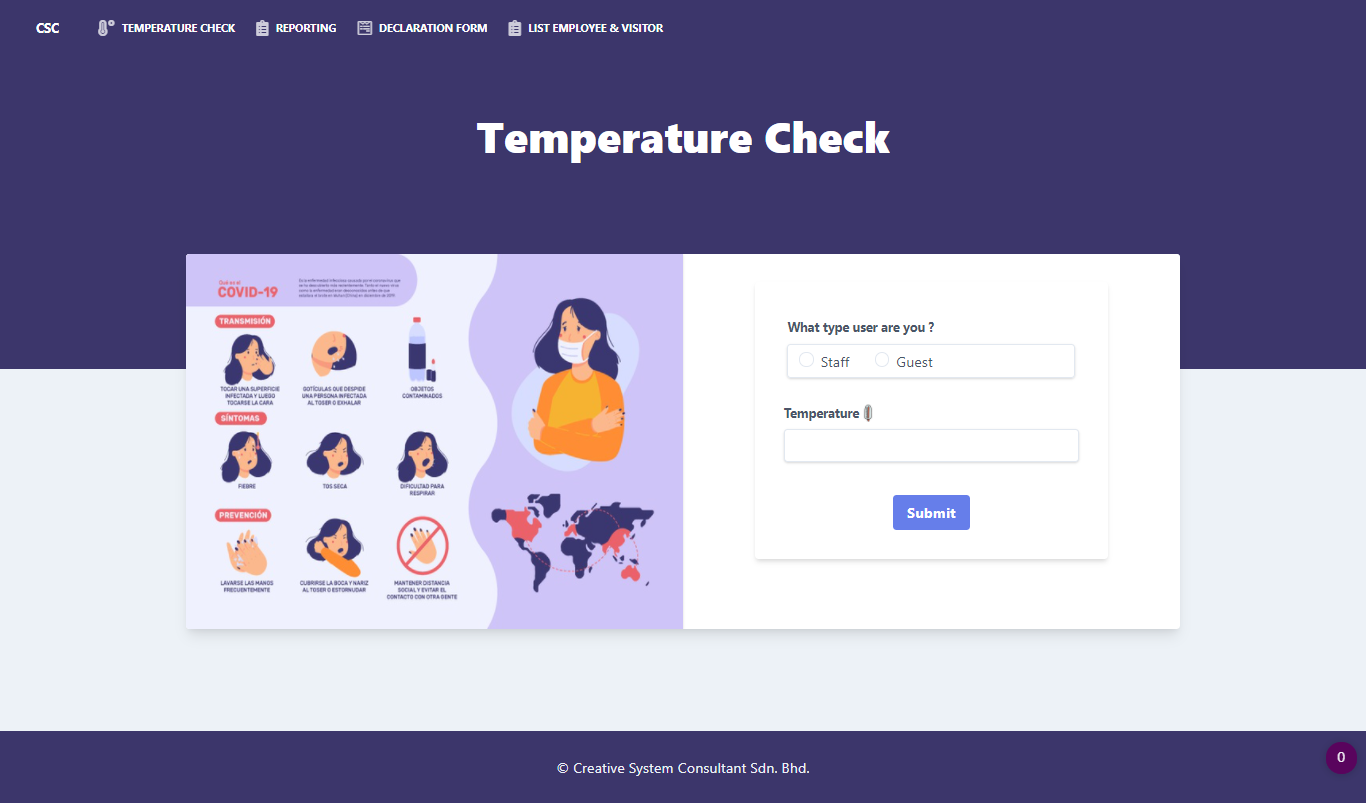 CSC
TEMPERATURE CHECK
REPORTING
DECLARATION FORM
LIST EMPLOYEE & VISITOR
Temperature Check
COVID-19
TRANSMISIÓN
TOCAR UNA SUPERFICIE
INFECTADA Y LUEGO
TOCARSE LA CARA
GOTÍCULAS QUE DESPIDE
UNA PERSONA INFECTADA
AL TOSER O EXHALAR
OBJETOS
CONTAMINADOS
SÍNTOMAS
FIEBRE
TOS SECA
DIFICULTAD PARA
RESPIRAR
PREVENCIÓN
LAVARSE LAS MANOS
FRECUENTEMENTE
CUBRIRSE LA BOCA Y NARIZ
AL TOSER O ESTORNUDAR
MANTENER DISTANCIA
SOCIAL Y EVITAR EL
CONTACTO CON OTRA GENTE
What type user are you ?
Staff
Guest
Temperature
Submit
© Creative System Consultant Sdn. Bhd.
0